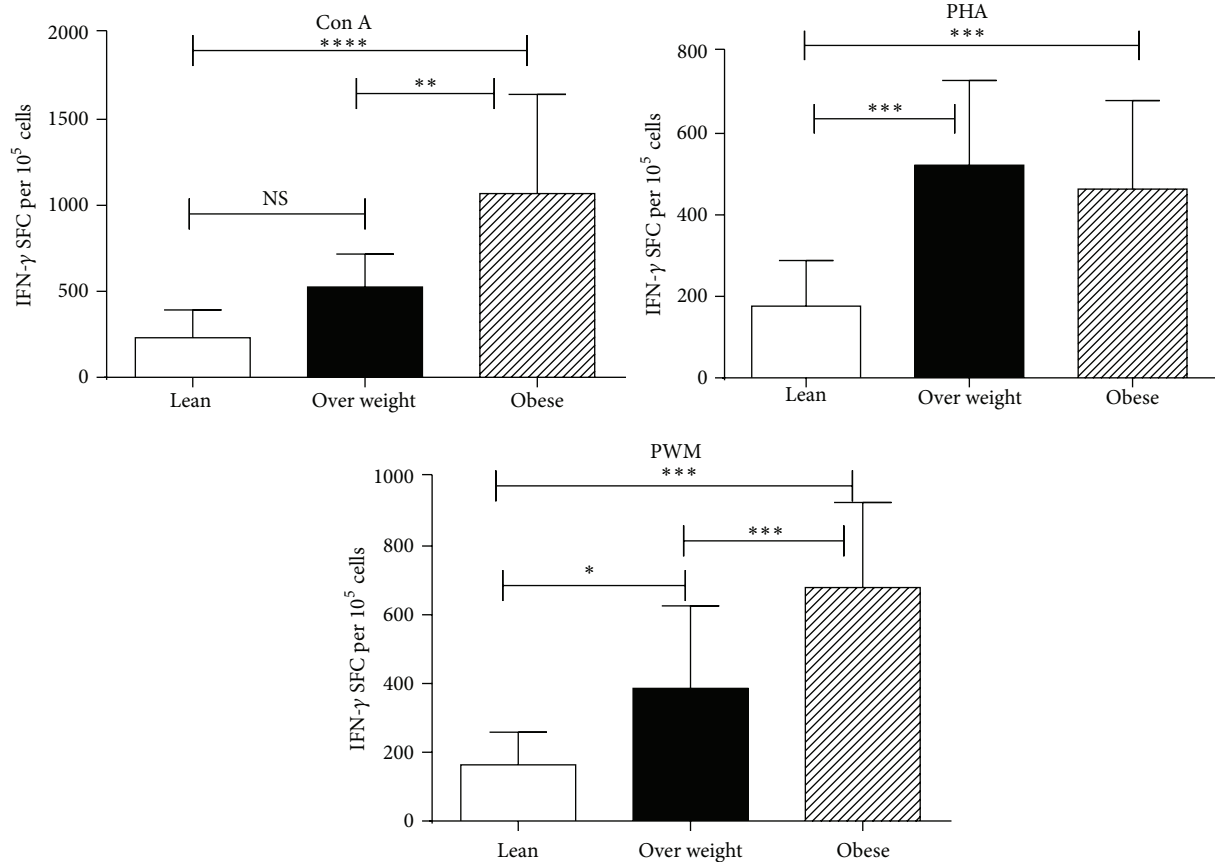 Con A
****
**
NS
IFN-γ SFC per 10⁵ cells
2000
1500
1000
500
0
Lean
Over weight
Obese
PHA
***
***
IFN-γ SFC per 10⁵ cells
800
600
400
200
0
Lean
Over weight
Obese
PWM
***
***
*
IFN-γ SFC per 10⁵ cells
1000
800
600
400
200
0
Lean
Over weight
Obese